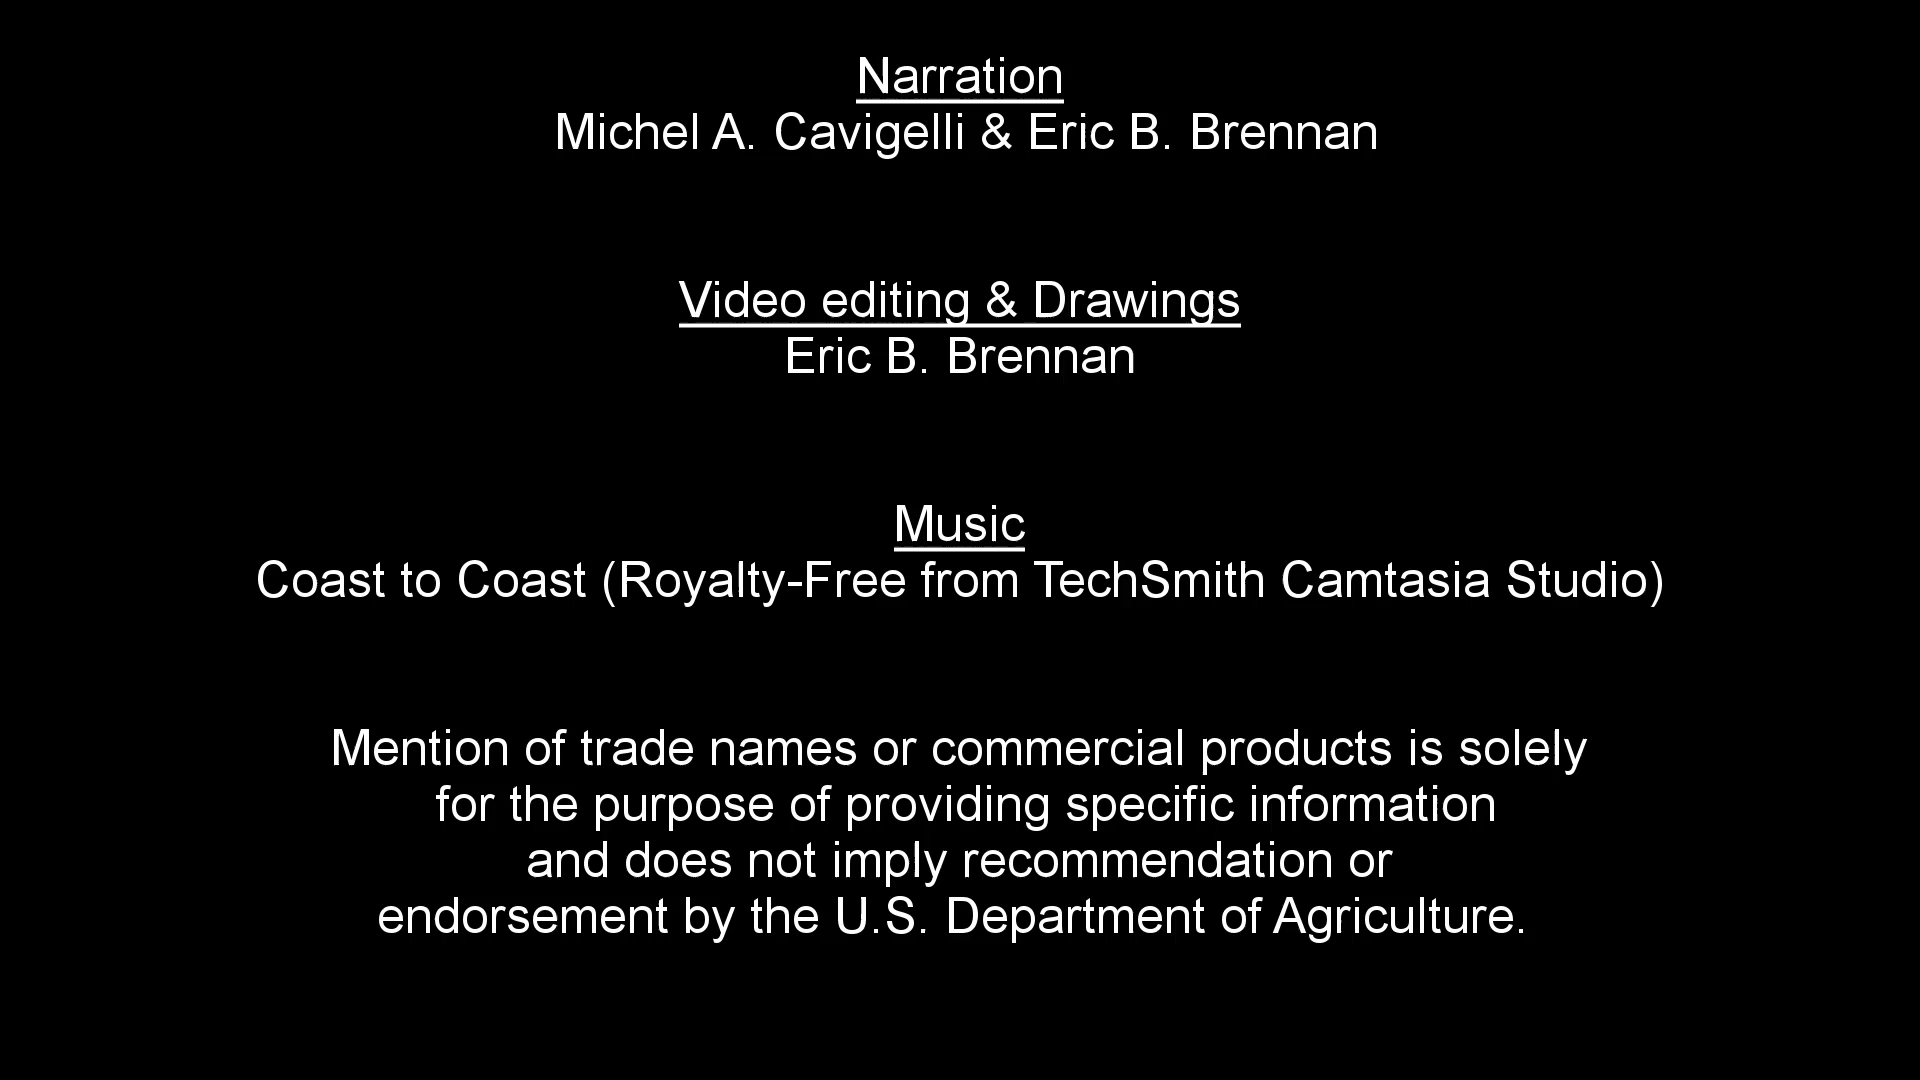 Narration
Michel A. Cavigelli & Eric B. Brennan
Video editing & Drawings
Eric B. Brennan
Music
Coast to Coast (Royalty-Free from TechSmith Camtasia Studio)
Mention of trade names or commercial products is solely
for the purpose of providing specific information
and does not imply recommendation or
endorsement by the U.S. Department of Agriculture.